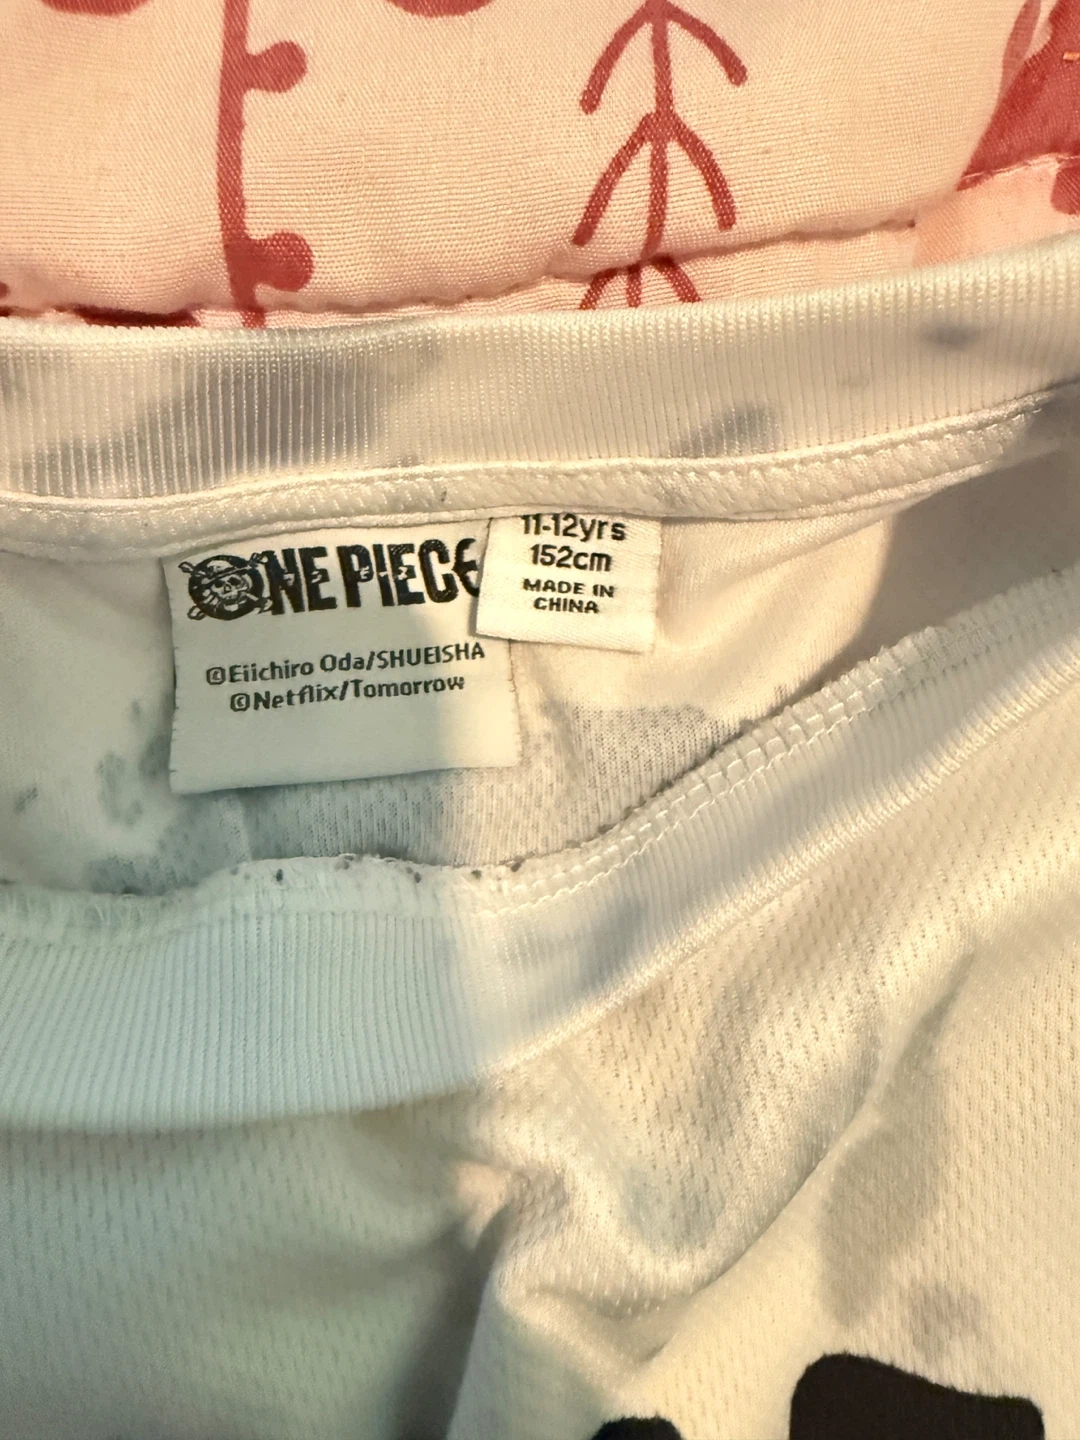 ONE PIECE
©Eiichiro Oda/SHUEISHA
©Netflix/Tomorrow
11-12yrs
152cm
MADE IN
CHINA